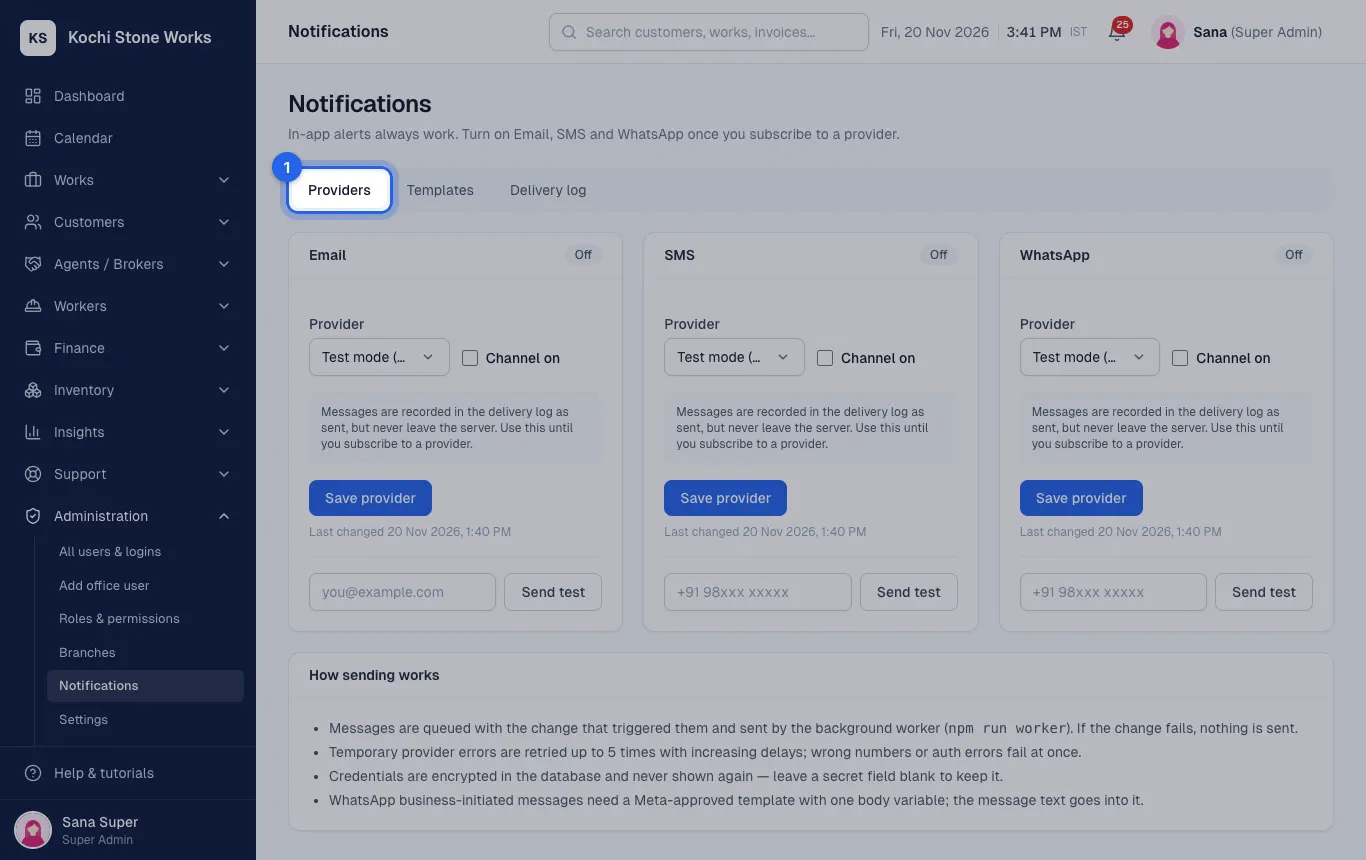 KS Kochi Stone Works
Dashboard
Calendar
Works
Customers
Agents / Brokers
Workers
Finance
Inventory
Insights
Support
Administration
All users & logins
Add office user
Roles & permissions
Branches
Notifications
Settings
Help & tutorials
Sana Super
Super Admin
Notifications
Search customers, works, invoices...
Fri, 20 Nov 2026
3:41 PM IST
25
Sana (Super Admin)
Notifications
In-app alerts always work. Turn on Email, SMS and WhatsApp once you subscribe to a provider.
1
Providers
Templates
Delivery log
Email
Off
Provider
Test mode (...
Channel on
Messages are recorded in the delivery log as
sent, but never leave the server. Use this until
you subscribe to a provider.
Save provider
Last changed 20 Nov 2026, 1:40 PM
you@example.com
Send test
SMS
Off
Provider
Test mode (...
Channel on
Messages are recorded in the delivery log as
sent, but never leave the server. Use this until
you subscribe to a provider.
Save provider
Last changed 20 Nov 2026, 1:40 PM
+91 98xxx xxxxx
Send test
WhatsApp
Off
Provider
Test mode (...
Channel on
Messages are recorded in the delivery log as
sent, but never leave the server. Use this until
you subscribe to a provider.
Save provider
Last changed 20 Nov 2026, 1:40 PM
+91 98xxx xxxxx
Send test
How sending works
• Messages are queued with the change that triggered them and sent by the background worker (npm run worker). If the change fails, nothing is sent.
• Temporary provider errors are retried up to 5 times with increasing delays; wrong numbers or auth errors fail at once.
• Credentials are encrypted in the database and never shown again — leave a secret field blank to keep it.
• WhatsApp business-initiated messages need a Meta-approved template with one body variable; the message text goes into it.